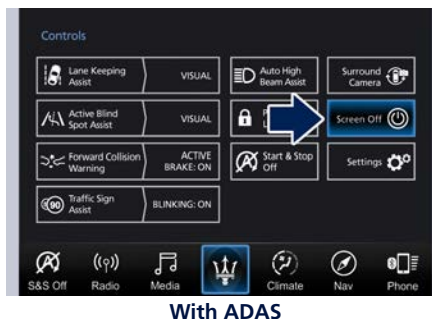 Controls
Lane Keeping
Assist
VISUAL
Auto High
Beam Assist
Surround
Camera
Active Blind
Spot Assist
VISUAL
Screen Off
Forward Collision
Warning
ACTIVE
BRAKE: ON
Start & Stop
Off
Settings
90
Traffic Sign
Assist
BLINKING: ON
S&S Off
Radio
Media
Climate
Nav
Phone
With ADAS